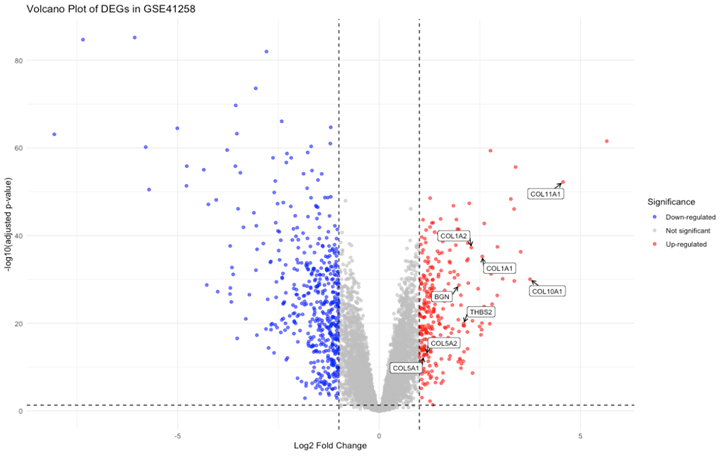 Volcano Plot of DEGs in GSE41258
-log10(adjusted p-value)
80
60
40
20
0
COL11A1
COL1A2
COL1A1
COL10A1
BGN
THBS2
COL5A2
COL5A1
-5
0
5
Log2 Fold Change
Significance
Down-regulated
Not significant
Up-regulated